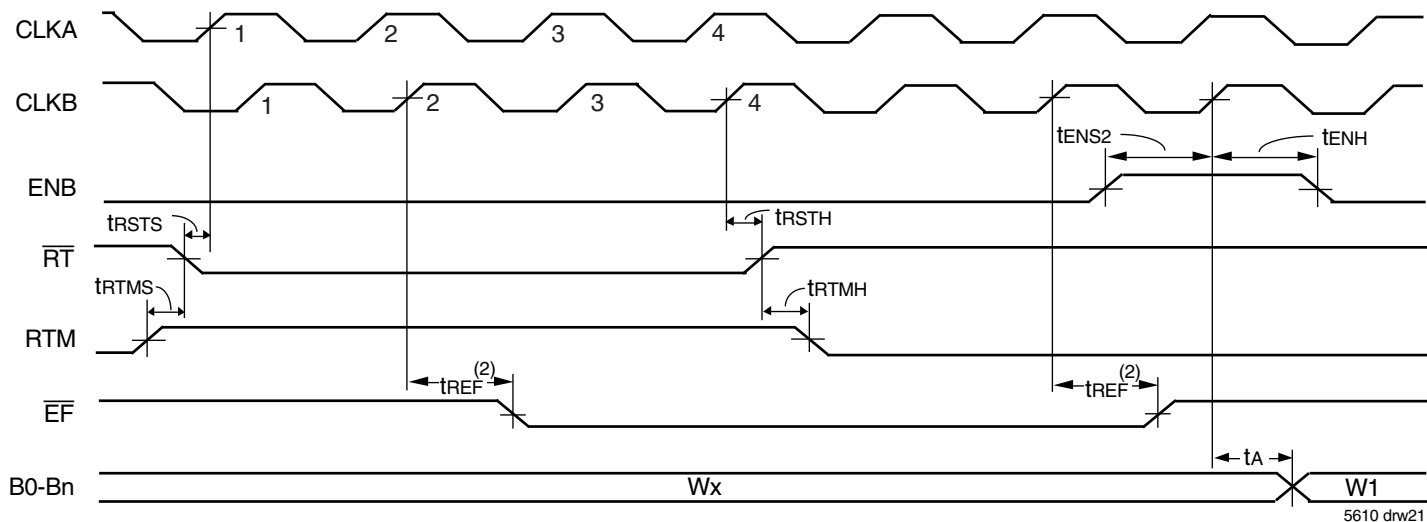 CLKA 1 2 3 4
CLKB 1 2 3 4
tENS2 tENH
ENB
tRSTS tRSTH
RT
tRTMS tRTMH
RTM
tREF(2) tREF(2)
EF
tA
B0-Bn Wx W1
5610 drw21